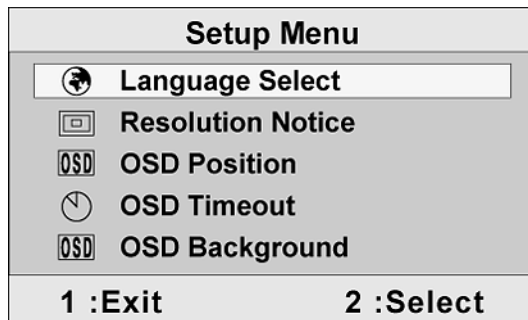 Setup Menu
Language Select
Resolution Notice
OSD OSD Position
OSD Timeout
OSD OSD Background
1 :Exit 2 :Select